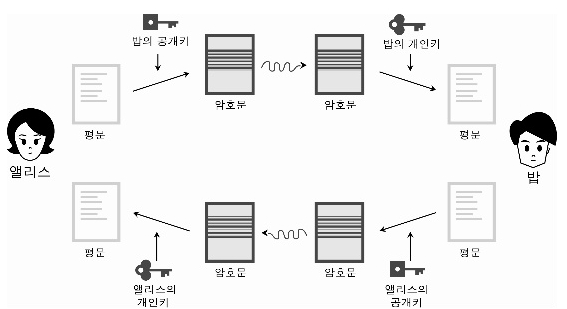 밥의 공개키
밥의 개인키
암호문
암호문
평문
평문
앨리스
밥
평문
암호문
암호문
평문
앨리스의
개인키
앨리스의
공개키